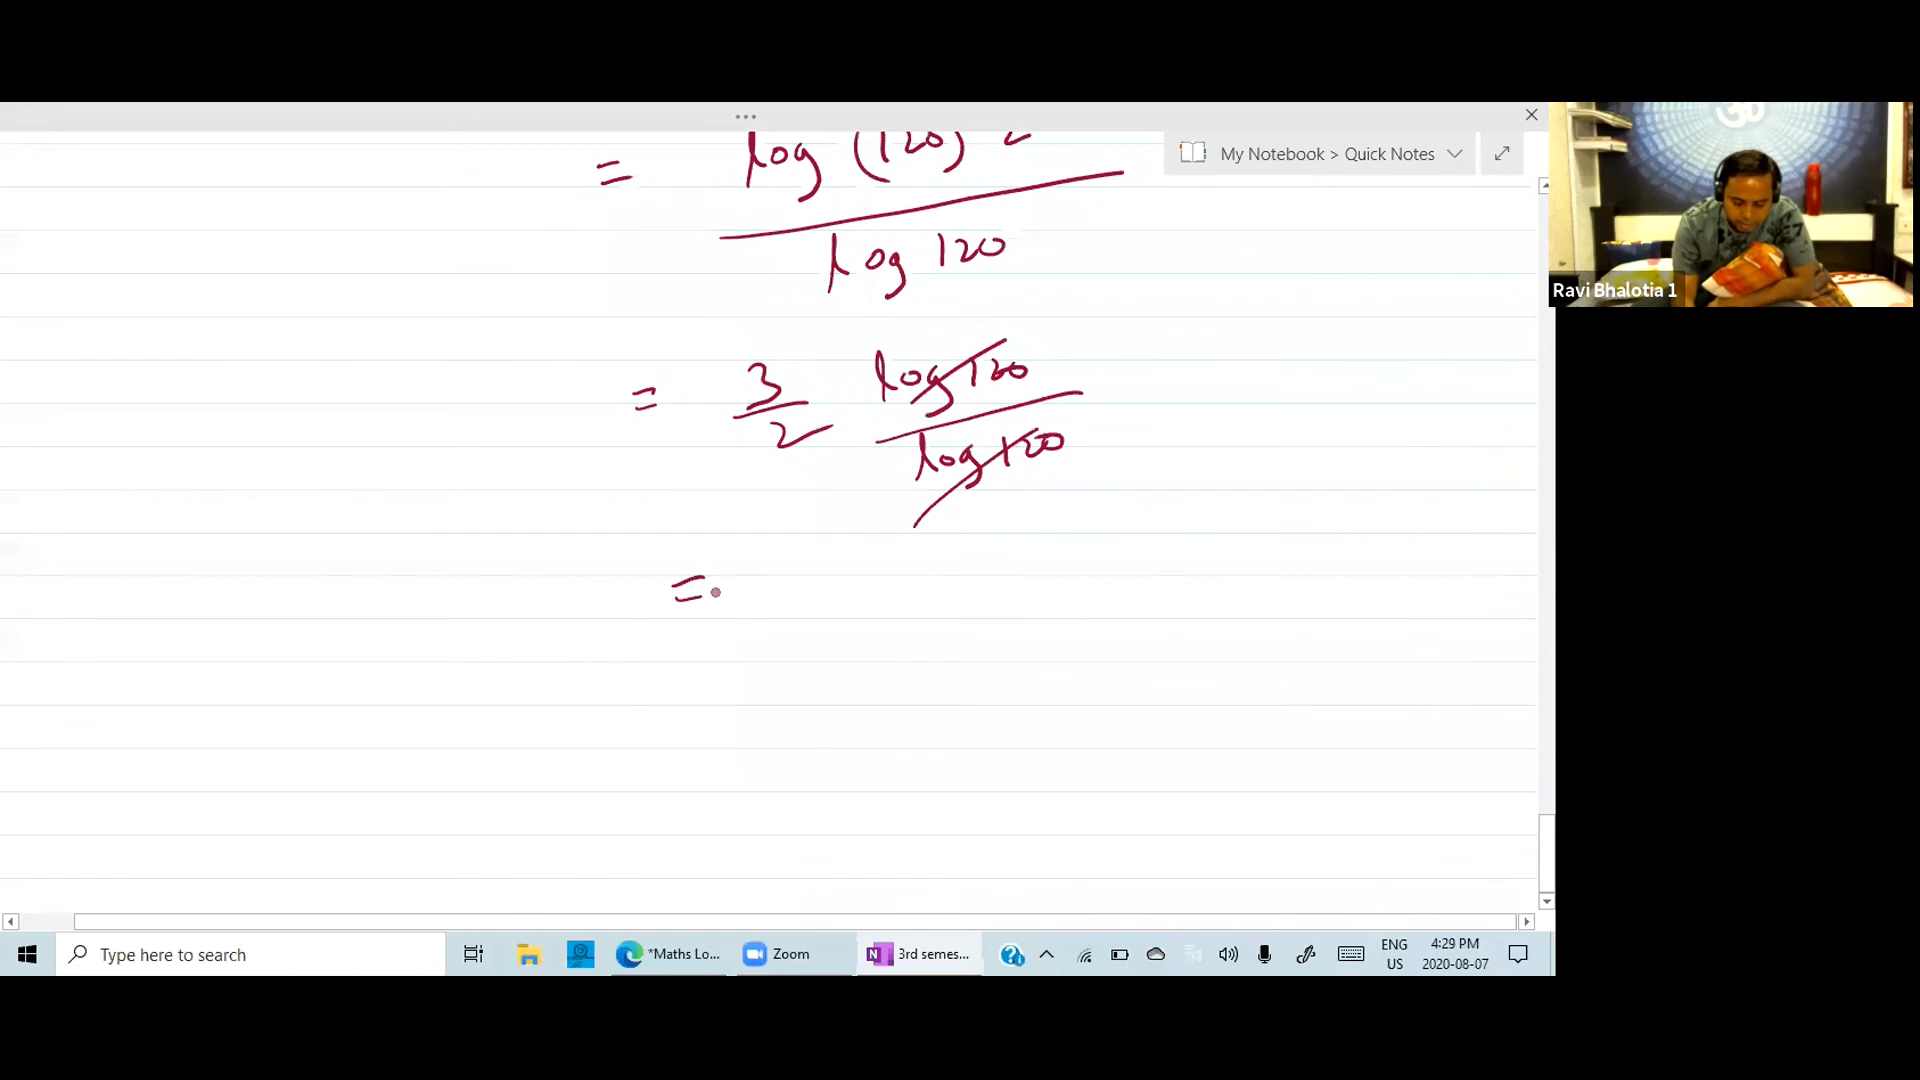 ...
My Notebook > Quick Notes
= log (120) 2
log 120
= 3/2 log 120
log 120
=
Ravi Bhalotia 1
Type here to search
*Maths Lo...
Zoom
3rd semes...
ENG
US
4:29 PM
2020-08-07